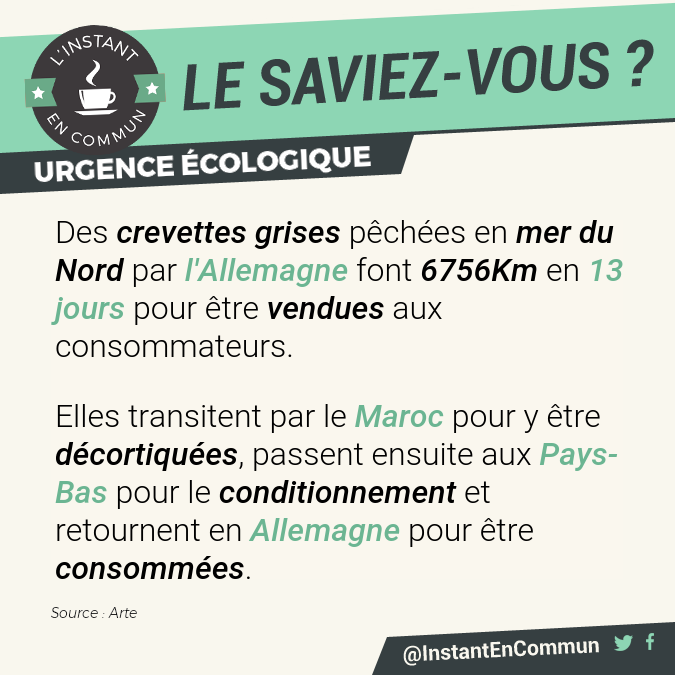 L'INSTANT
EN COMMUN
LE SAVIEZ-VOUS ?
URGENCE ÉCOLOGIQUE
Des crevettes grises pêchées en mer du
Nord par l'Allemagne font 6756Km en 13
jours pour être vendues aux
consommateurs.
Elles transitent par le Maroc pour y être
décortiquées, passent ensuite aux Pays-
Bas pour le conditionnement et
retournent en Allemagne pour être
consommées.
Source : Arte
@InstantEnCommun